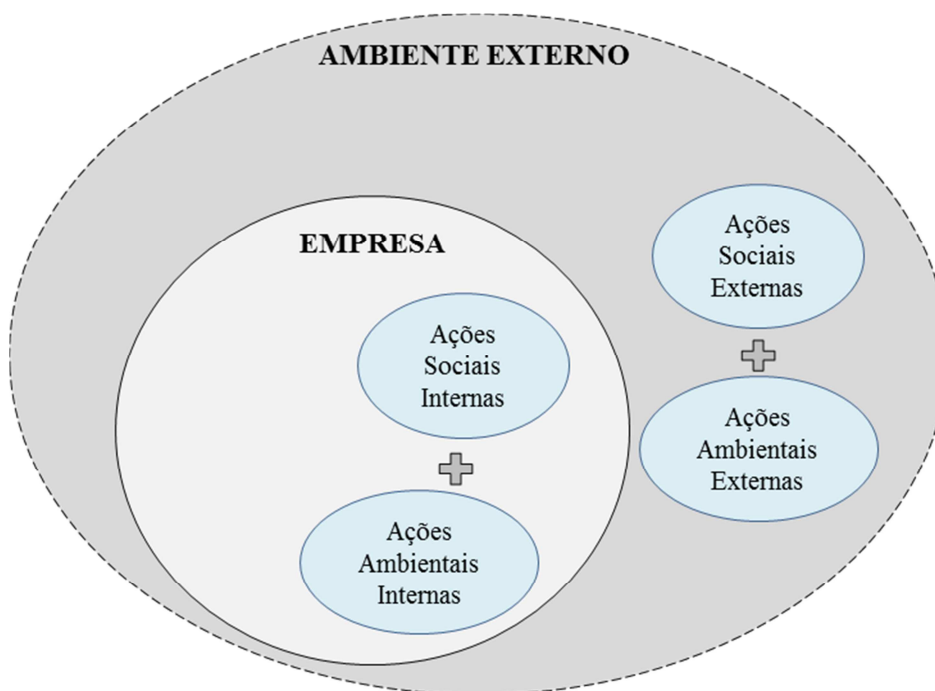 AMBIENTE EXTERNO
EMPRESA
Ações
Sociais
Internas
Ações
Ambientais
Internas
Ações
Sociais
Externas
Ações
Ambientais
Externas